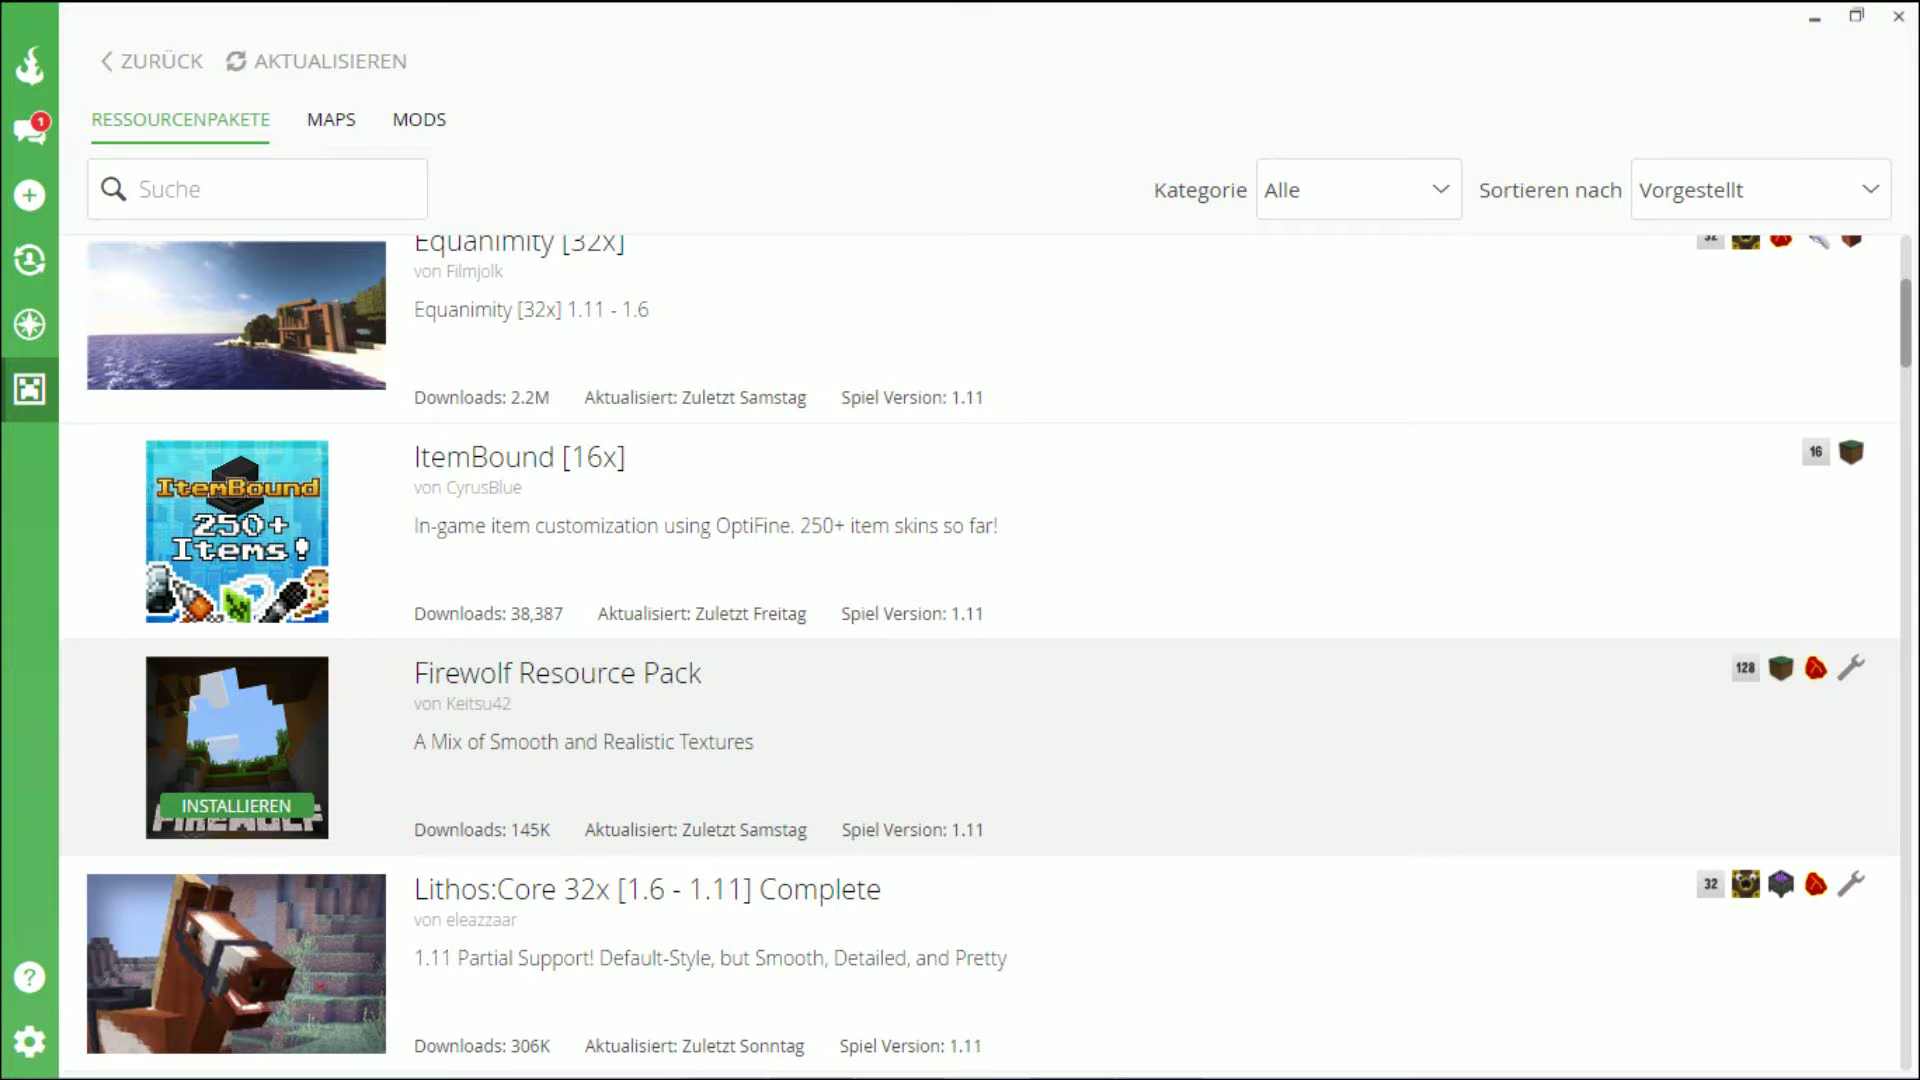 1
ZURÜCK AKTUALISIEREN
RESSOURCENPAKETE MAPS MODS
Suche
Kategorie Alle Sortieren nach Vorgestellt
Equanimity [32x]
32
von Filmjolk
Equanimity [32x] 1.11 - 1.6
Downloads: 2.2M Aktualisiert: Zuletzt Samstag Spiel Version: 1.11
ItemBound
250+
Items!
ItemBound [16x]
16
von CyrusBlue
In-game item customization using OptiFine. 250+ item skins so far!
Downloads: 38,387 Aktualisiert: Zuletzt Freitag Spiel Version: 1.11
Firewolf Resource Pack
128
von Keitsu42
A Mix of Smooth and Realistic Textures
INSTALLIEREN
FIREWOLF
Downloads: 145K Aktualisiert: Zuletzt Samstag Spiel Version: 1.11
Lithos:Core 32x [1.6 - 1.11] Complete
32
von eleazzaar
1.11 Partial Support! Default-Style, but Smooth, Detailed, and Pretty
Downloads: 306K Aktualisiert: Zuletzt Sonntag Spiel Version: 1.11
?